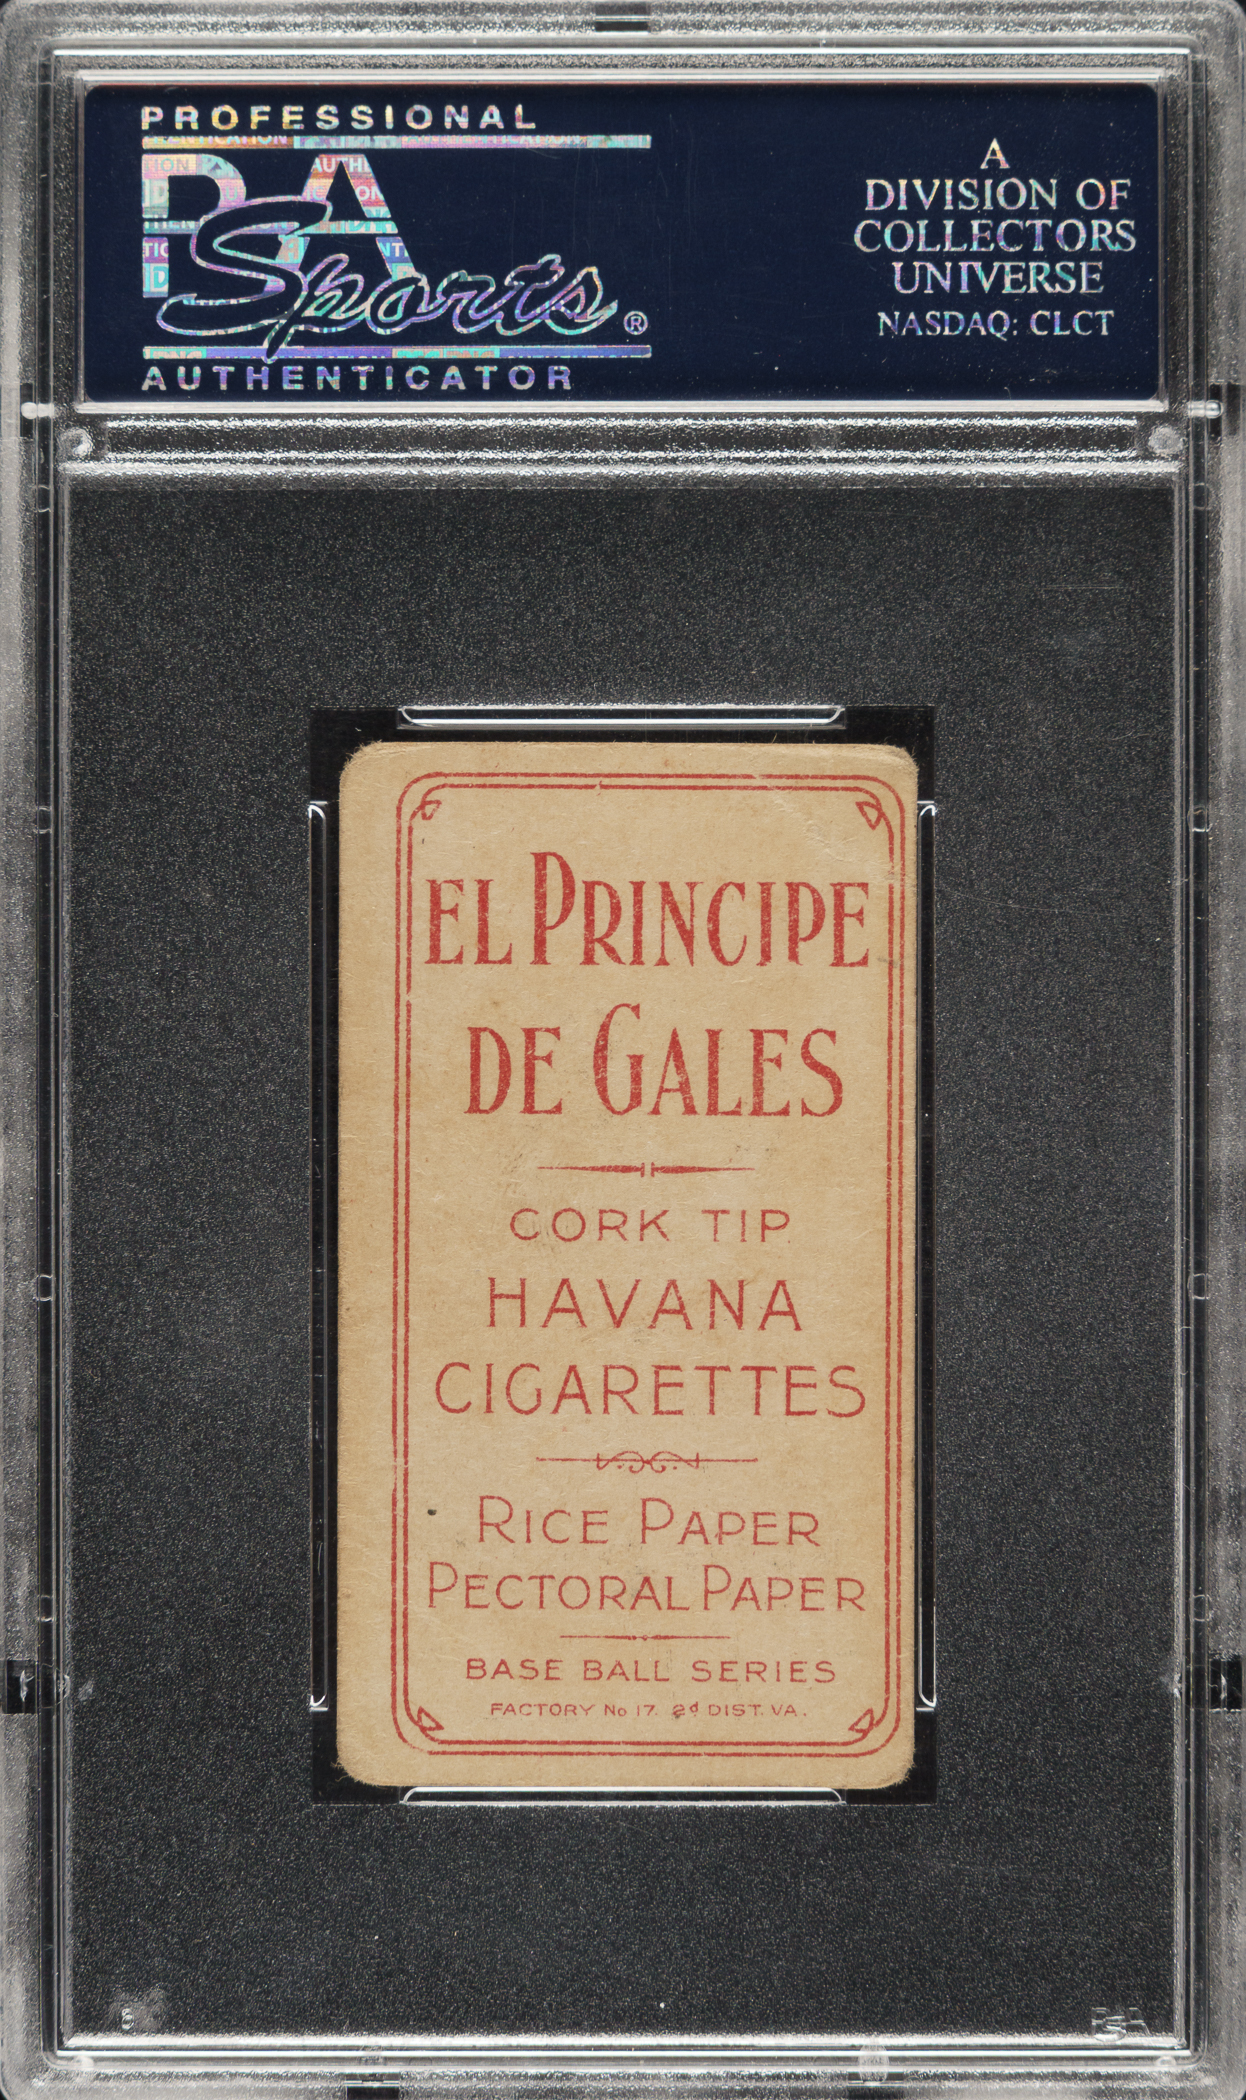 PROFESSIONAL
PSA
Sports®
AUTHENTICATOR
A
DIVISION OF
COLLECTORS
UNIVERSE
NASDAQ: CLCT
EL PRINCIPE
DE GALES
CORK TIP
HAVANA
CIGARETTES
RICE PAPER
PECTORAL PAPER
BASE BALL SERIES
FACTORY No 17. 2d DIST. VA.
PSA